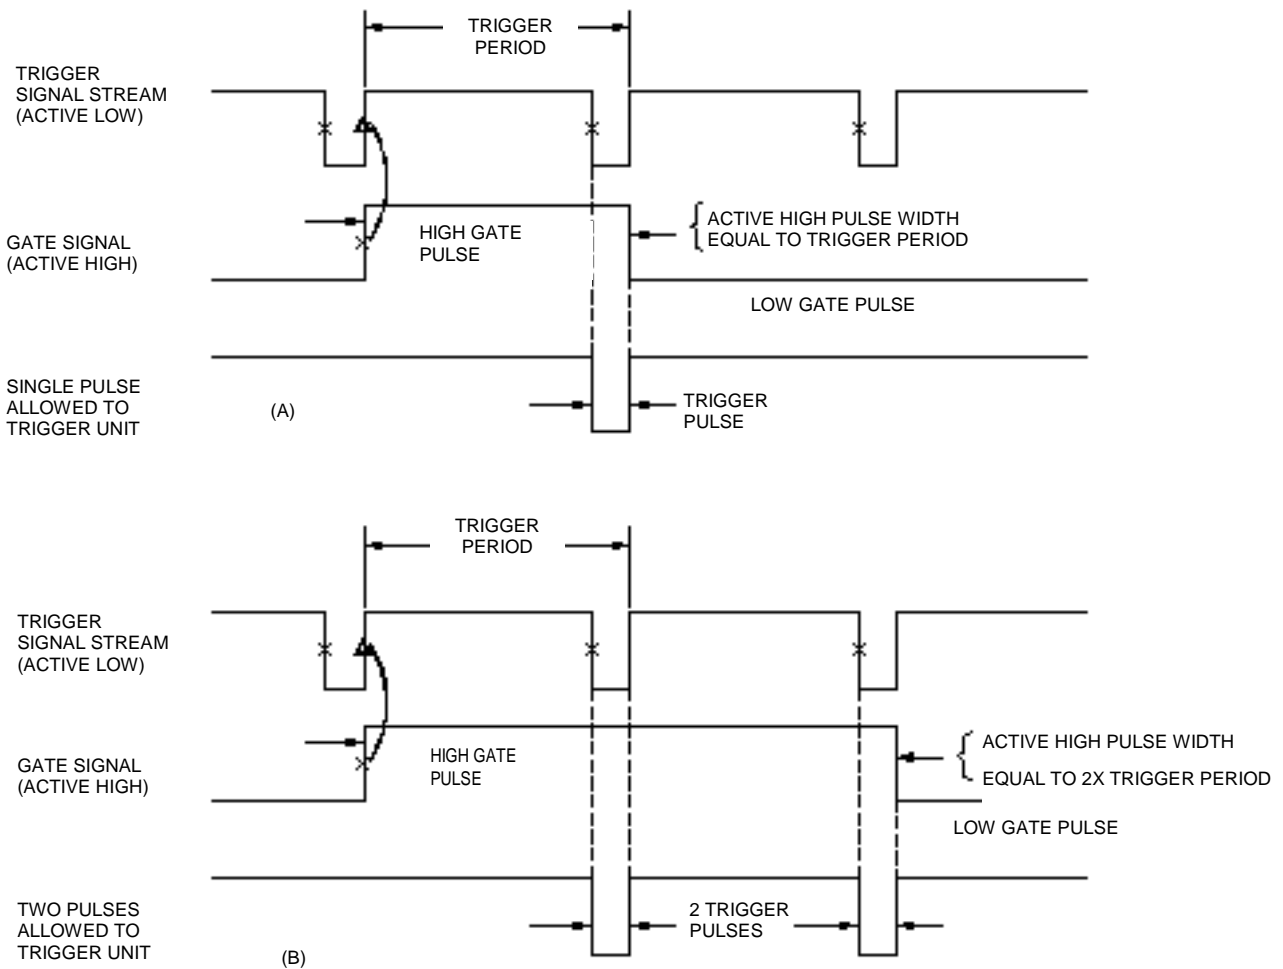 TRIGGER
PERIOD
TRIGGER
SIGNAL STREAM
(ACTIVE LOW)
GATE SIGNAL
(ACTIVE HIGH)
HIGH GATE
PULSE
ACTIVE HIGH PULSE WIDTH
EQUAL TO TRIGGER PERIOD
LOW GATE PULSE
SINGLE PULSE
ALLOWED TO
TRIGGER UNIT
(A)
TRIGGER
PULSE
TRIGGER
PERIOD
TRIGGER
SIGNAL STREAM
(ACTIVE LOW)
GATE SIGNAL
(ACTIVE HIGH)
HIGH GATE
PULSE
ACTIVE HIGH PULSE WIDTH
EQUAL TO 2X TRIGGER PERIOD
LOW GATE PULSE
TWO PULSES
ALLOWED TO
TRIGGER UNIT
(B)
2 TRIGGER
PULSES